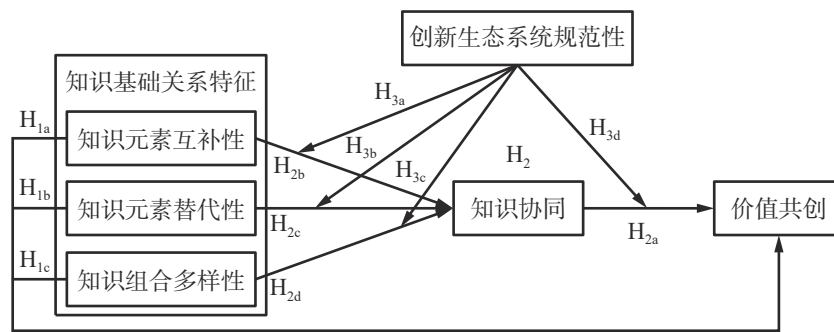 创新生态系统规范性
知识基础关系特征
H3a
H1a
知识元素互补性
H3b
H3d
H2b
H3c
H2
H1b
知识元素替代性
知识协同
价值共创
H2c
H2a
H1c
知识组合多样性
H2d